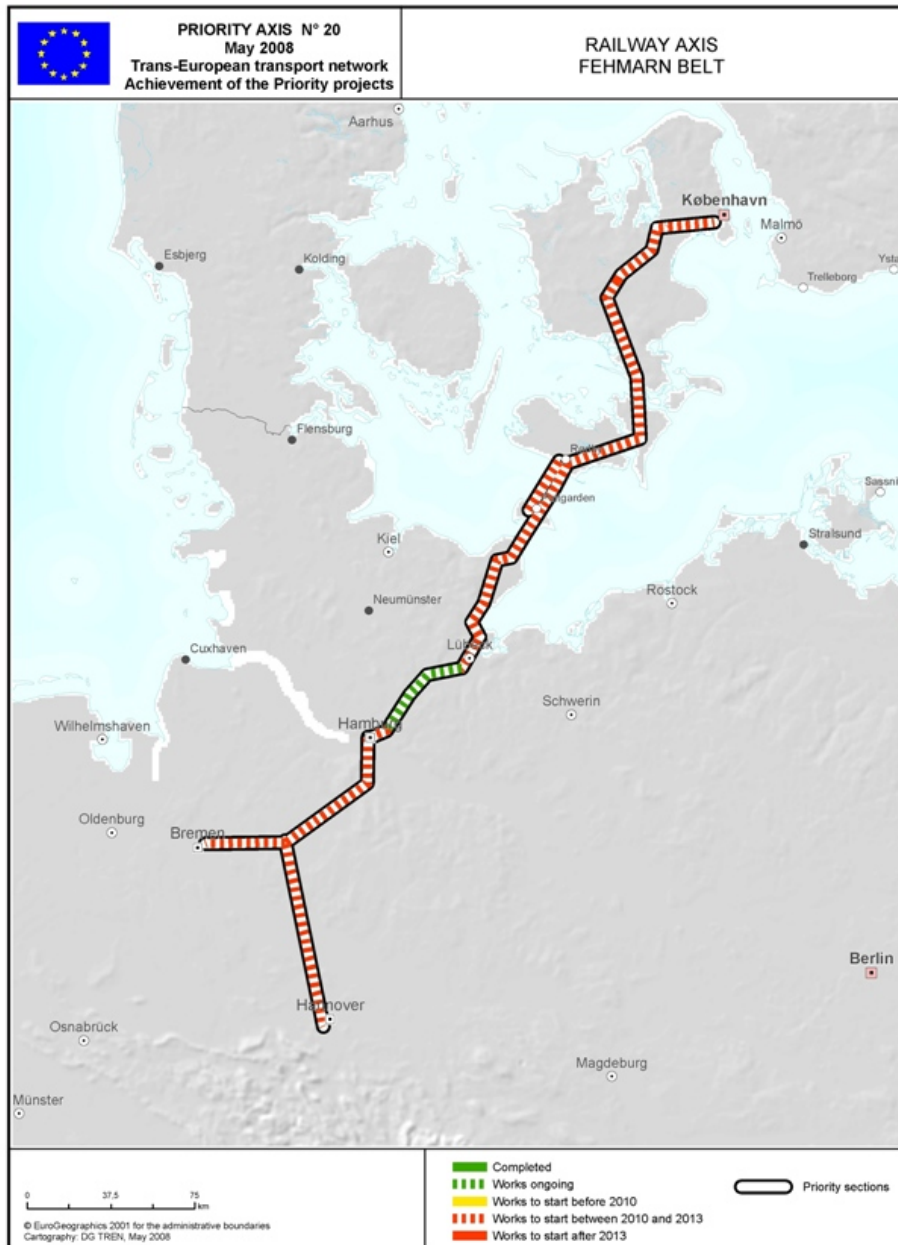 PRIORITY AXIS N° 20
May 2008
Trans-European transport network
Achievement of the Priority projects
RAILWAY AXIS
FEHMARN BELT
Aarhus
København
Malmö
Esbjerg
Kolding
Trelleborg
Ysta
Flensburg
Sassni
Stralsund
Kiel
Rostock
Neumünster
Lübeck
Cuxhaven
Schwerin
Hamburg
Wilhelmshaven
Oldenburg
Bremen
Berlin
Hannover
Osnabrück
Magdeburg
Münster
0 37,5 75
km
© EuroGeographics 2001 for the administrative boundaries
Cartography: DG TREN, May 2008
Completed
Works ongoing
Works to start before 2010
Works to start between 2010 and 2013
Works to start after 2013
Priority sections